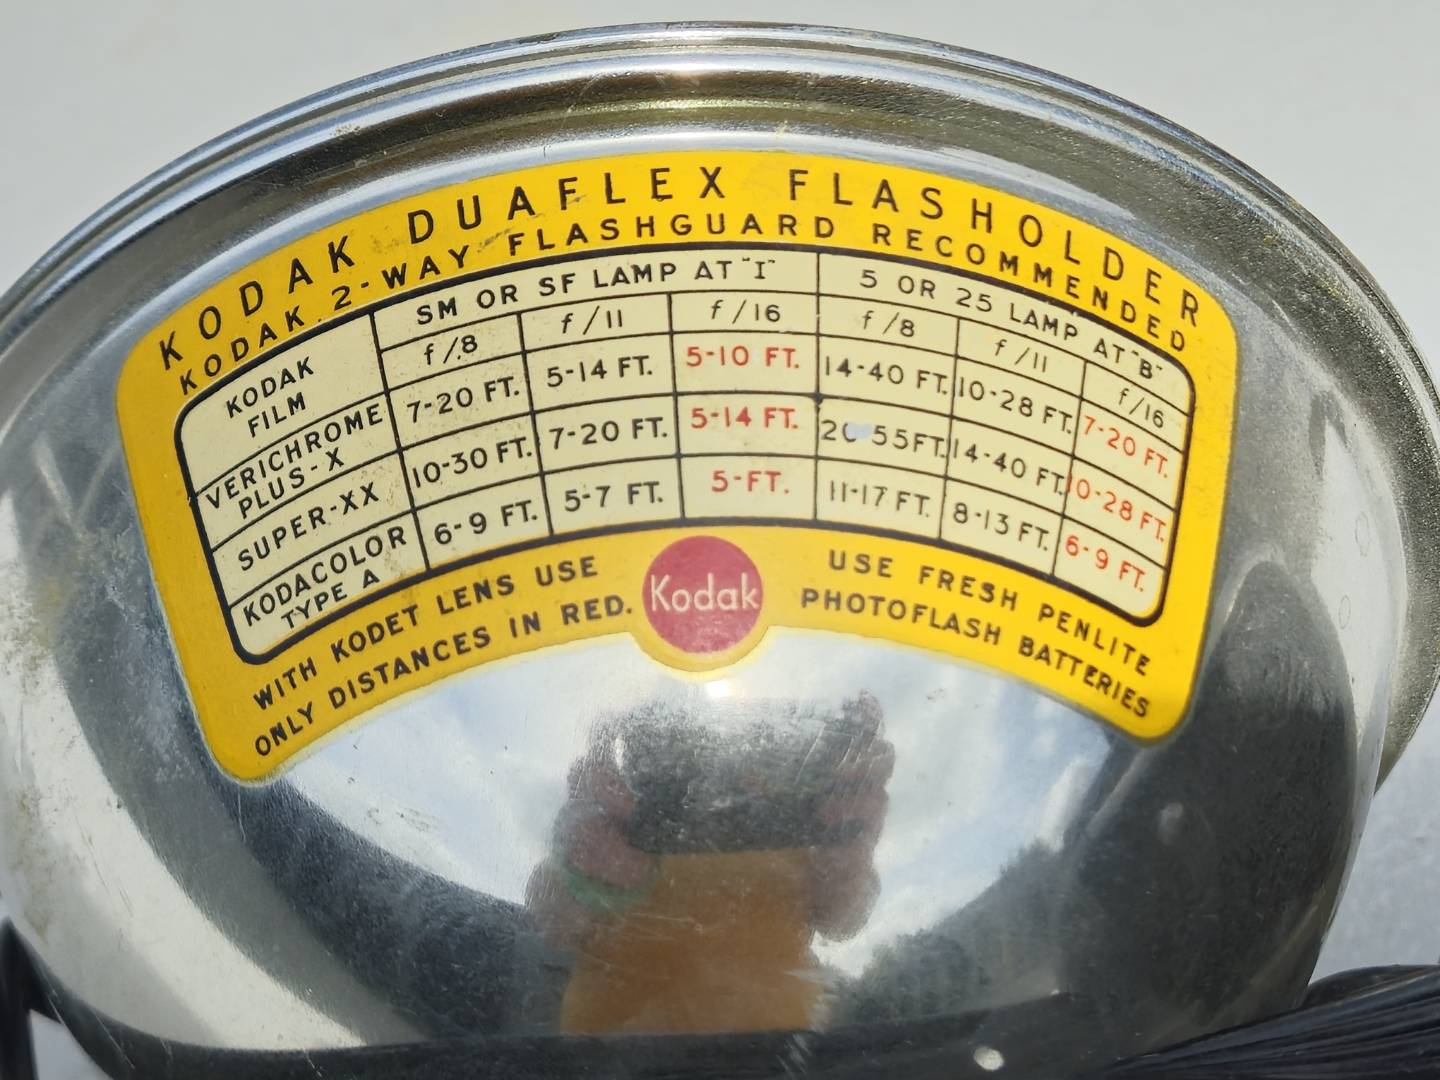 KODAK DUAFLEX FLASHOLDER
KODAK 2-WAY FLASHGUARD RECOMMENDED
KODAK FILM SM OR SF LAMP AT "I" 5 OR 25 LAMP AT "B"
f/8 f/11 f/16 f/8 f/11 f/16
VERICHROME PLUS-X 7-20 FT. 5-14 FT. 5-10 FT. 14-40 FT. 10-28 FT. 7-20 FT.
SUPER-XX 10-30 FT. 7-20 FT. 5-14 FT. 55FT. 14-40 FT. 10-28 FT.
KODACOLOR TYPE A 6-9 FT. 5-7 FT. 5-FT. 11-17 FT. 8-13 FT. 6-9 FT.
WITH KODET LENS USE
ONLY DISTANCES IN RED.
Kodak
USE FRESH PENLITE
PHOTOFLASH BATTERIES